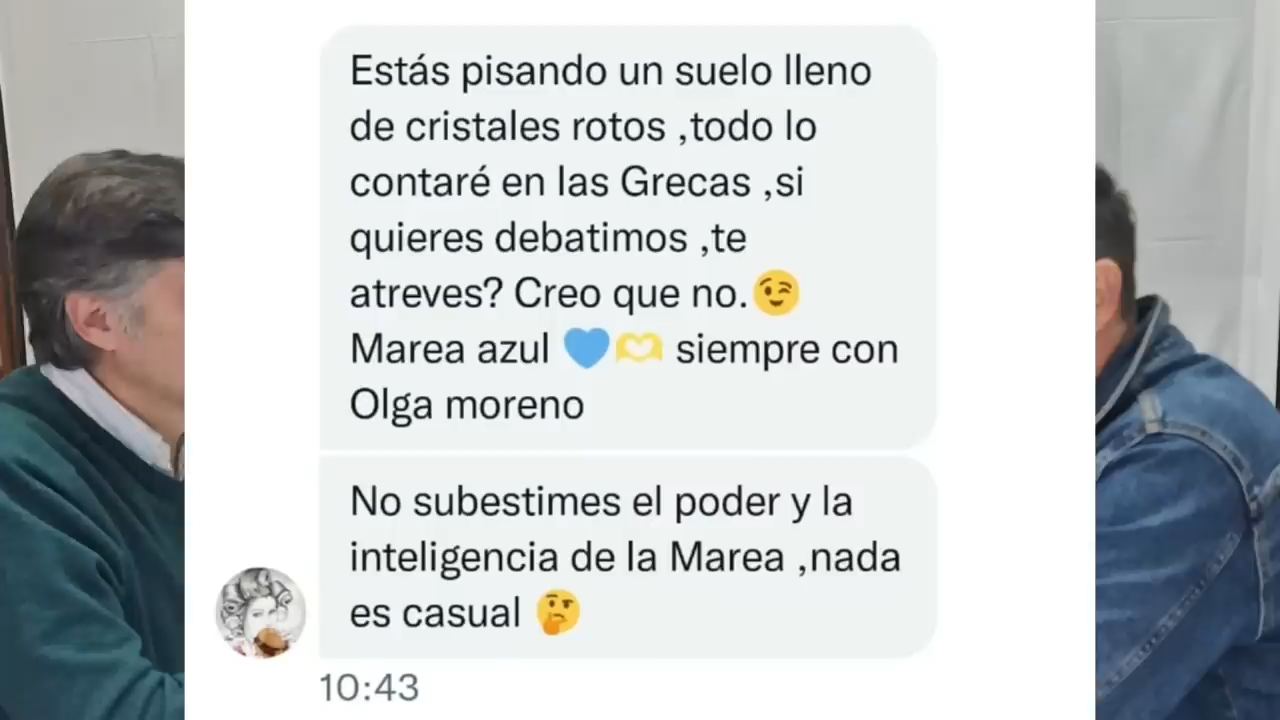 Estás pisando un suelo lleno
de cristales rotos ,todo lo
contaré en las Grecas ,si
quieres debatimos ,te
atreves? Creo que no.😉
Marea azul 💙🫶 siempre con
Olga moreno
No subestimes el poder y la
inteligencia de la Marea ,nada
es casual 🤔
10:43